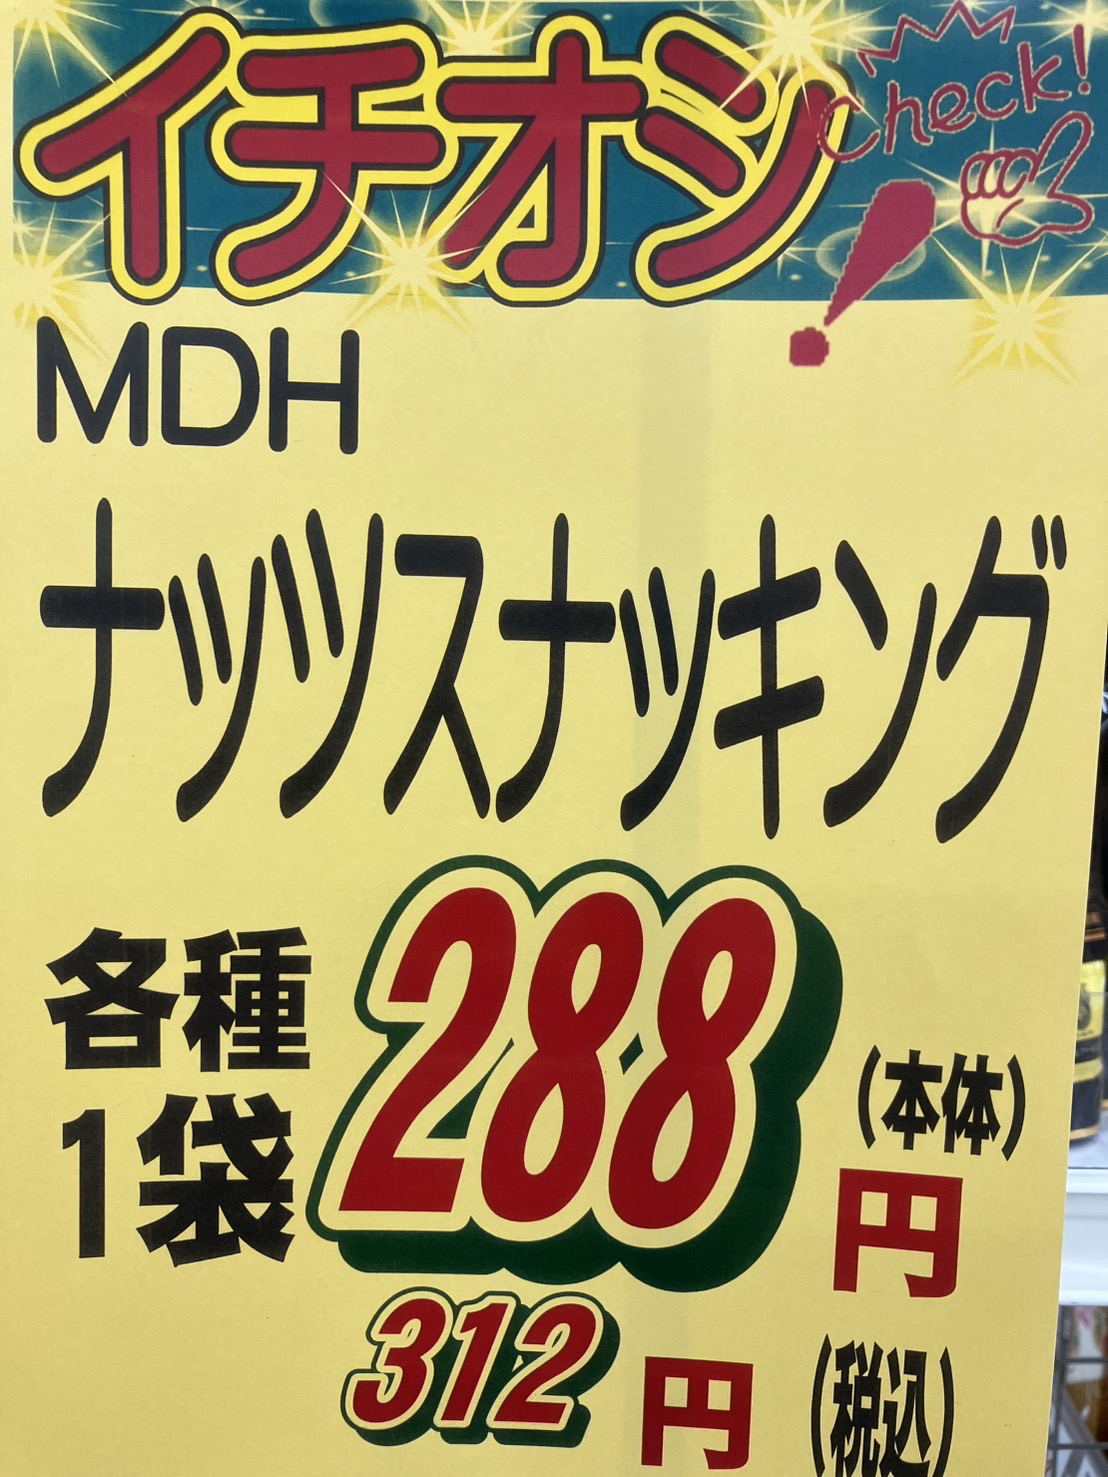 イチオシ
Check!
!
MDH
ナッツスナッキング
各種
1袋
288
(本体)
円
312
円
(税込)